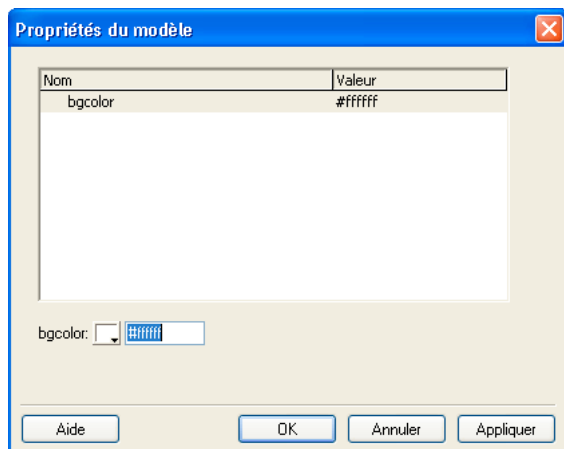 Propriétés du modèle
Nom Valeur
bgcolor #ffffff
bgcolor: #ffffff
Aide OK Annuler Appliquer